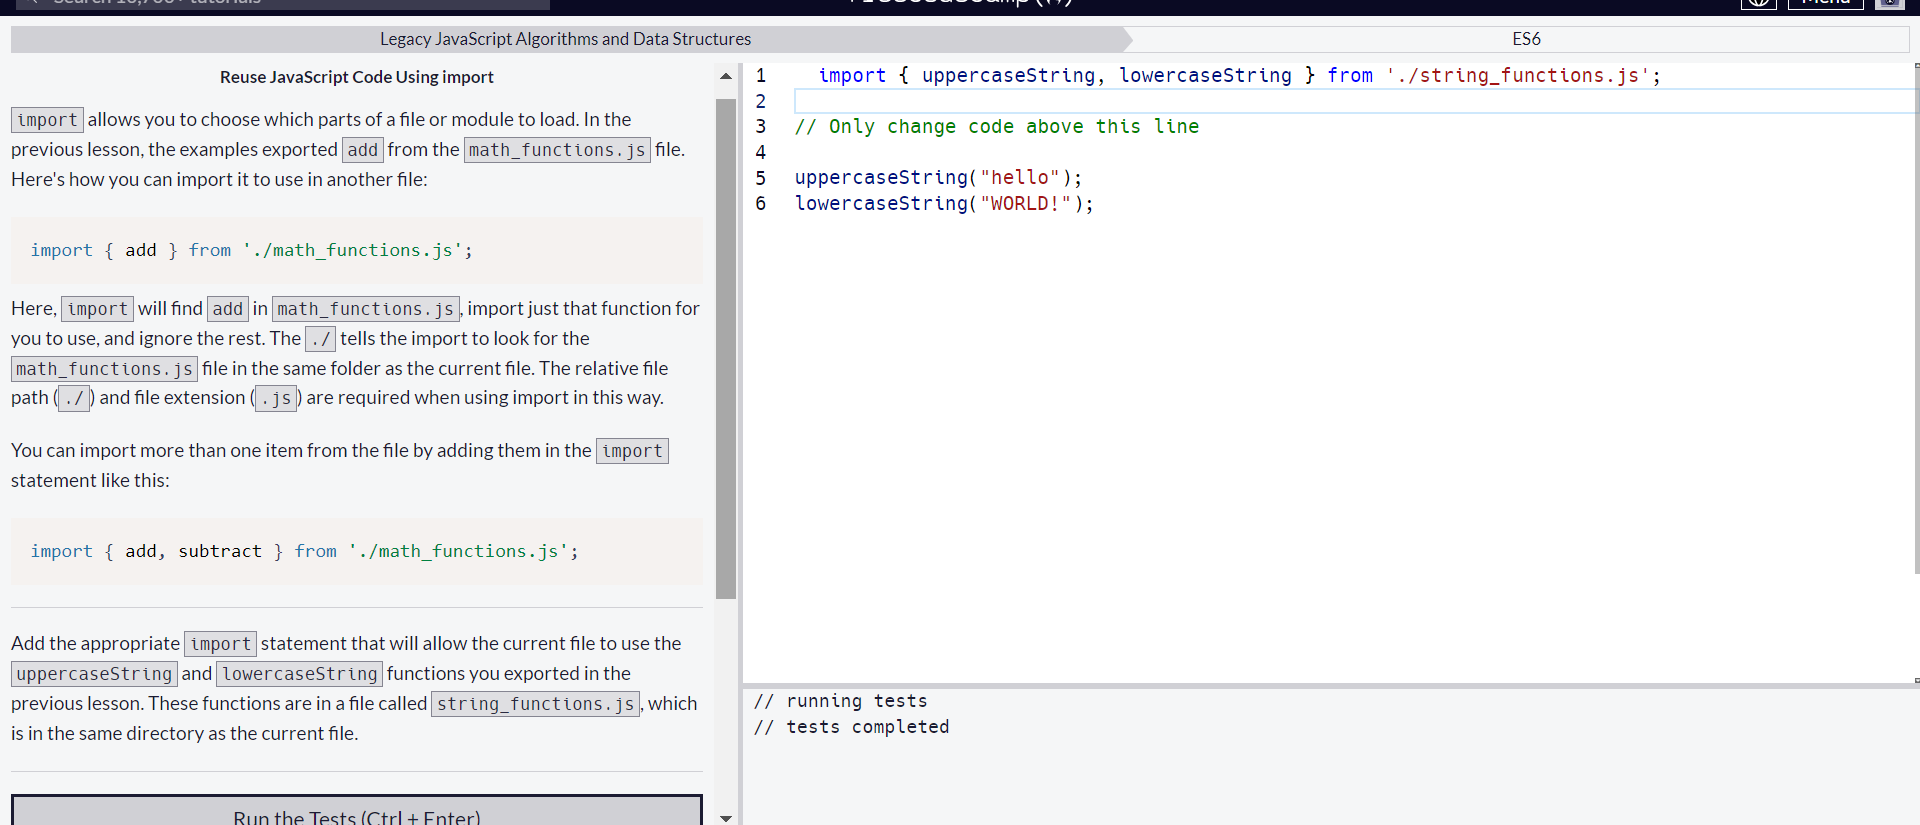 Legacy JavaScript Algorithms and Data Structures
ES6
Reuse JavaScript Code Using import
import allows you to choose which parts of a file or module to load. In the
previous lesson, the examples exported add from the math_functions.js file.
Here's how you can import it to use in another file:
import { add } from './math_functions.js';
Here, import will find add in math_functions.js, import just that function for
you to use, and ignore the rest. The ./ tells the import to look for the
math_functions.js file in the same folder as the current file. The relative file
path (./) and file extension (.js) are required when using import in this way.
You can import more than one item from the file by adding them in the import
statement like this:
import { add, subtract } from './math_functions.js';
Add the appropriate import statement that will allow the current file to use the
uppercaseString and lowercaseString functions you exported in the
previous lesson. These functions are in a file called string_functions.js, which
is in the same directory as the current file.
Run the Tests (Ctrl + Enter)
1 import { uppercaseString, lowercaseString } from './string_functions.js';
2
3 // Only change code above this line
4
5 uppercaseString("hello");
6 lowercaseString("WORLD!");
// running tests
// tests completed